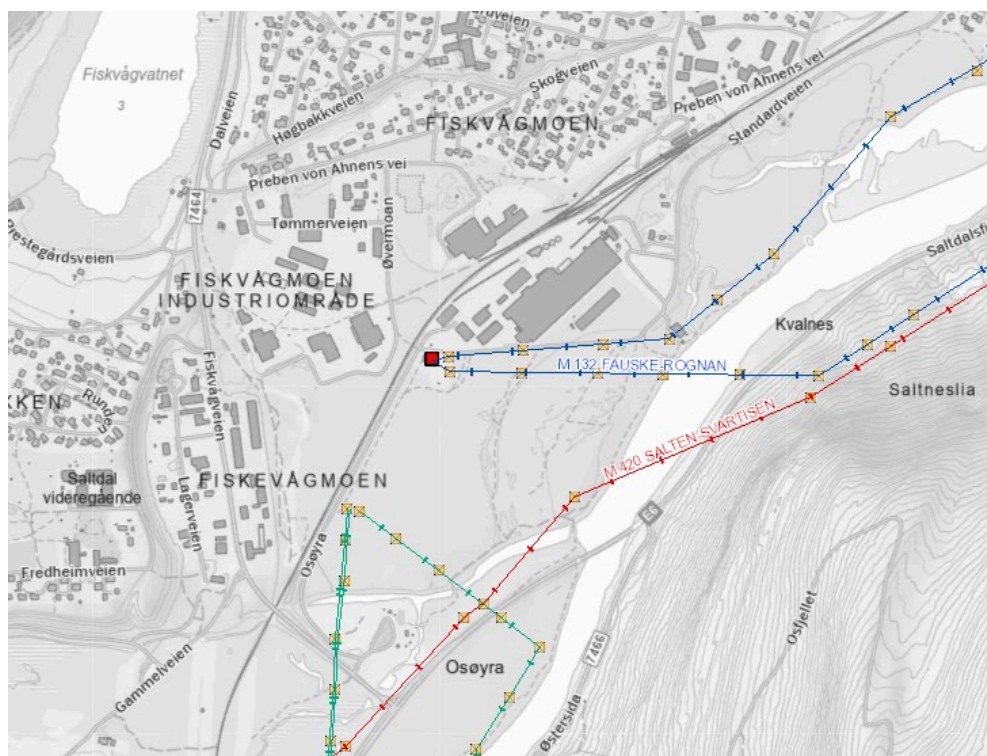 Fiskvågvatnet
3
Dalveien
Høgbakkveien
Skogveien
Preben von Ahnens vei
FISKVÅGMOEN
Standardveien
Preben von Ahnens vei
7464
Tømmerveien
Øvermoan
Prestegårdsveien
FISKVÅGMOEN
INDUSTRIOMRÅDE
Kvalnes
M 132 FAUSKE-ROGNAN
Saltneslia
Fiskvågveien
KKEN
M 420 SALTEN-SVARTISEN
Saltdal
videregående
FISKEVÅGMOEN
Lagerveien
E6
Osøyra
Fredheimveien
Osfjellet
Gammelveien
Osøyra
7466
Østersida